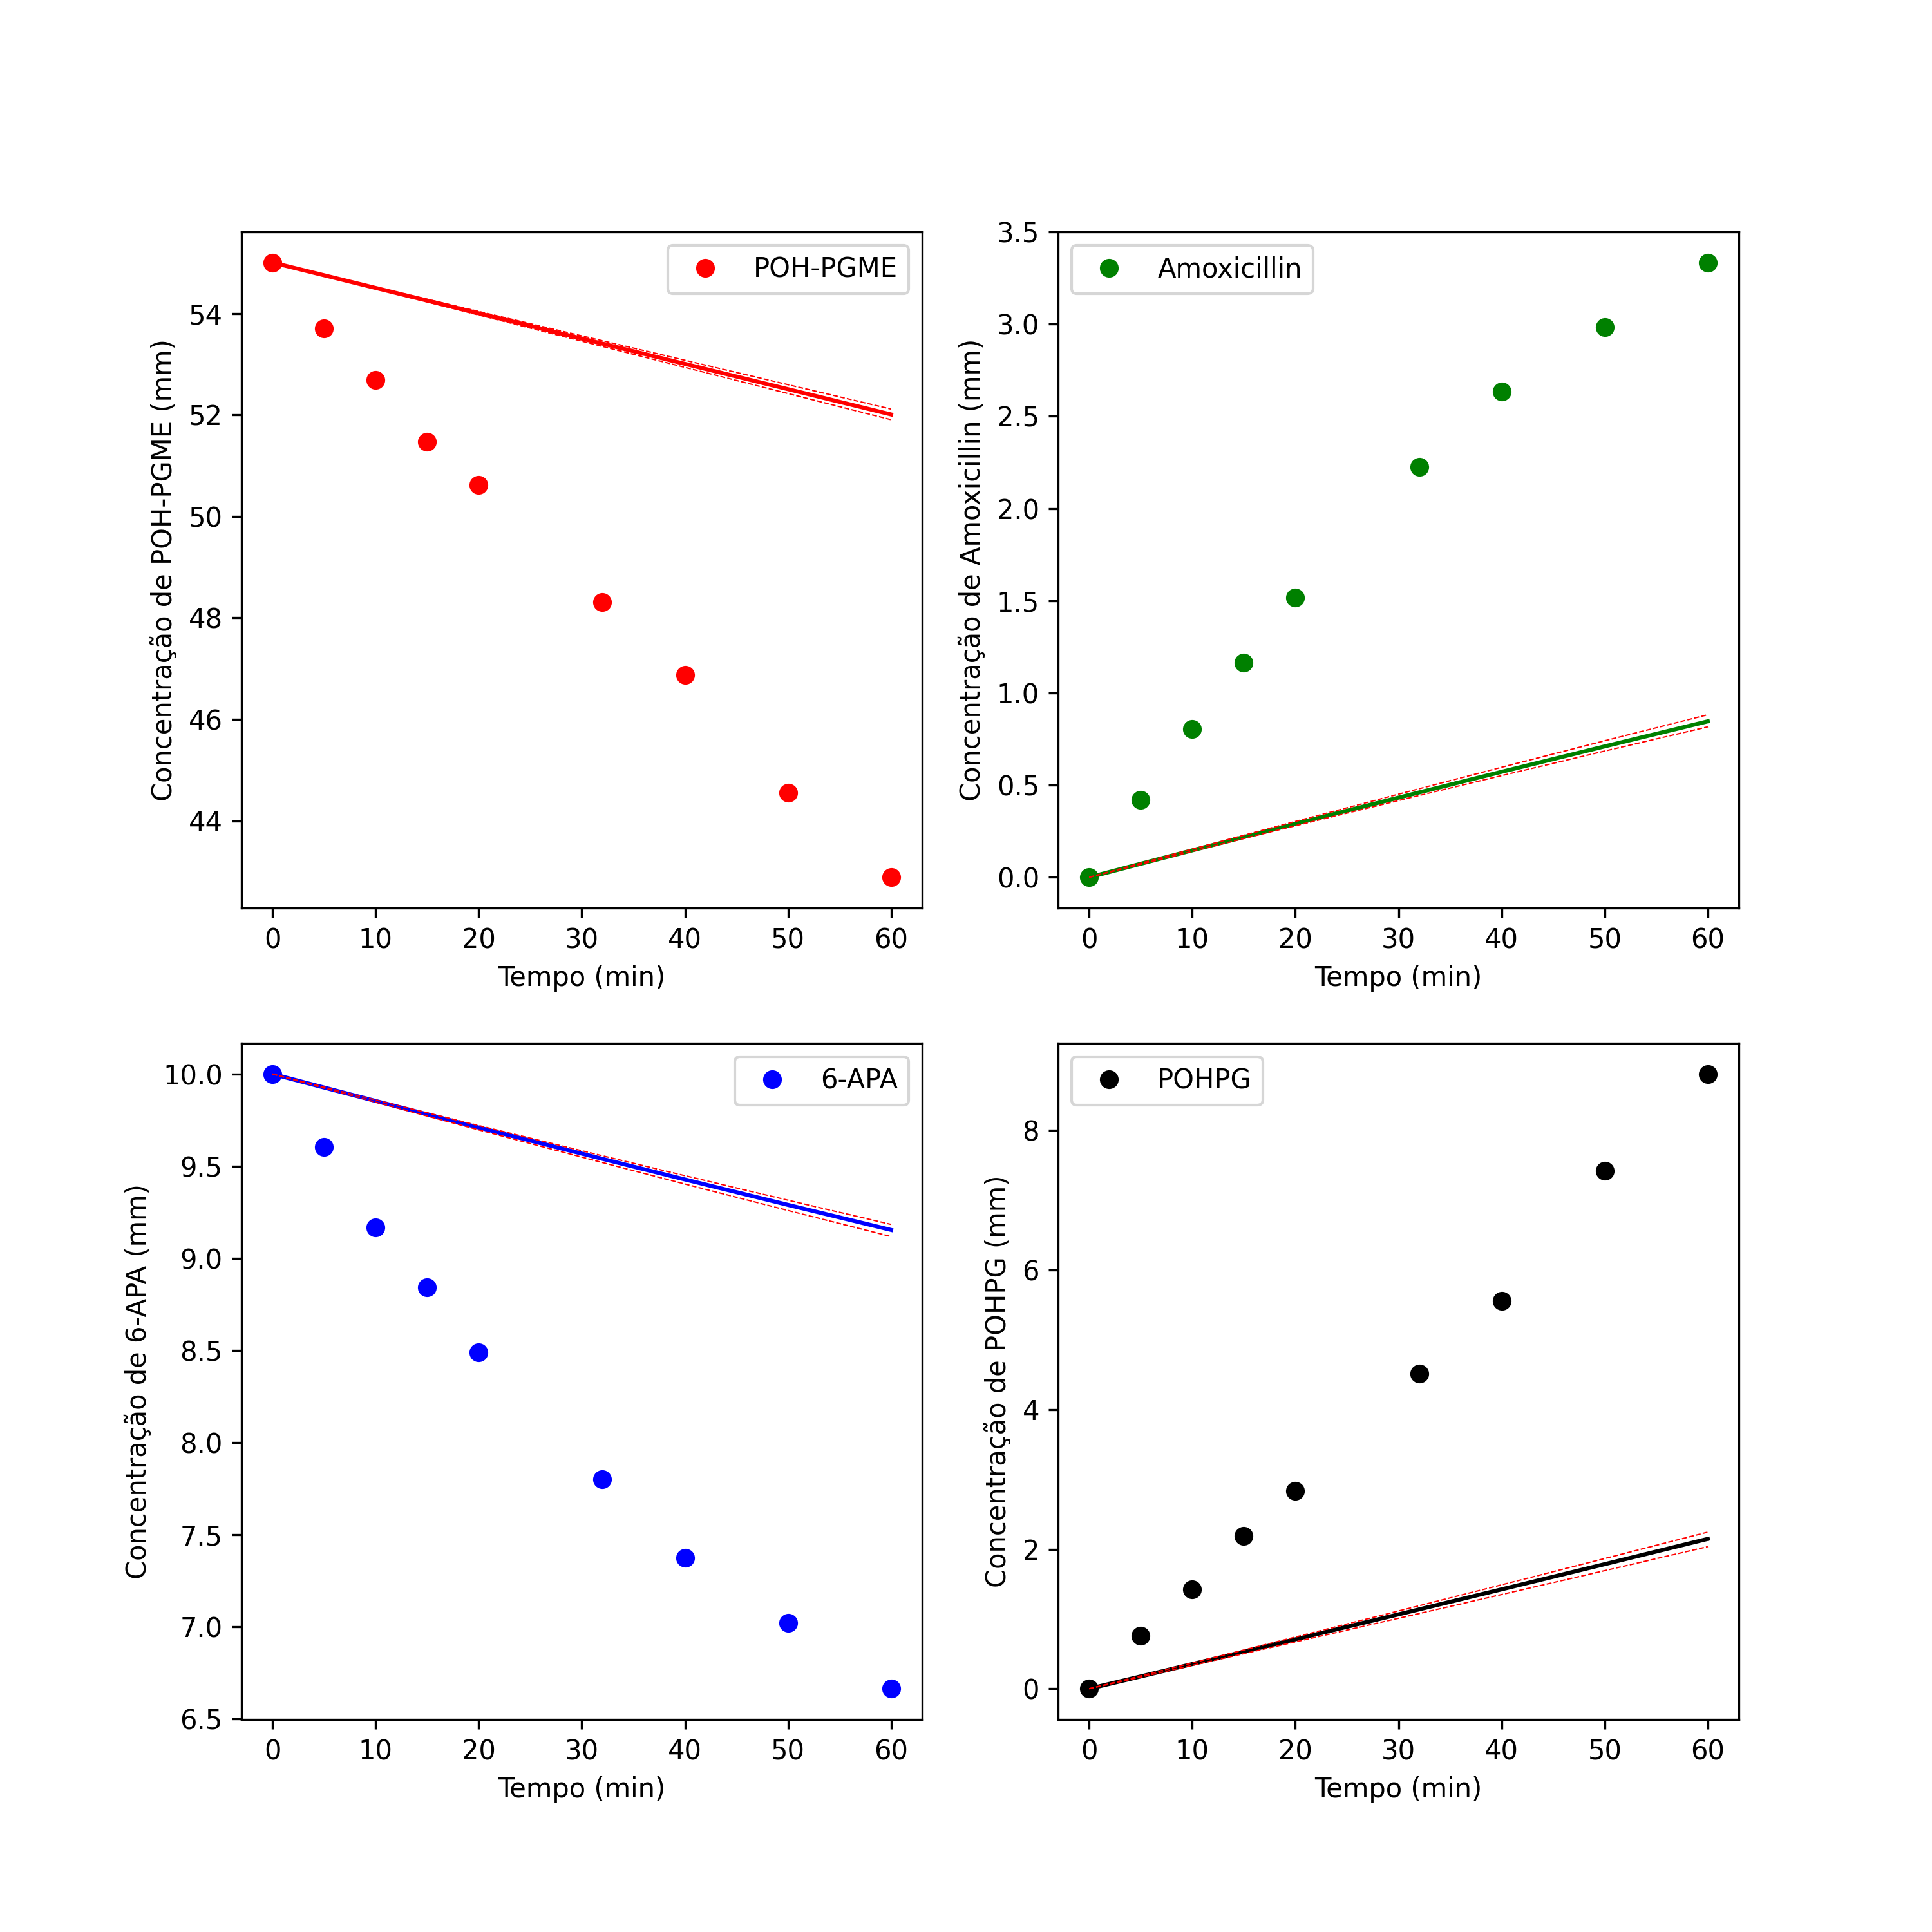 POH-PGME
54
52
50
48
46
44
Concentração de POH-PGME (mm)
0 10 20 30 40 50 60
Tempo (min)
Amoxicillin
3.5
3.0
2.5
2.0
1.5
1.0
0.5
0.0
Concentração de Amoxicillin (mm)
0 10 20 30 40 50 60
Tempo (min)
6-APA
10.0
9.5
9.0
8.5
8.0
7.5
7.0
6.5
Concentração de 6-APA (mm)
0 10 20 30 40 50 60
Tempo (min)
POHPG
8
6
4
2
0
Concentração de POHPG (mm)
0 10 20 30 40 50 60
Tempo (min)